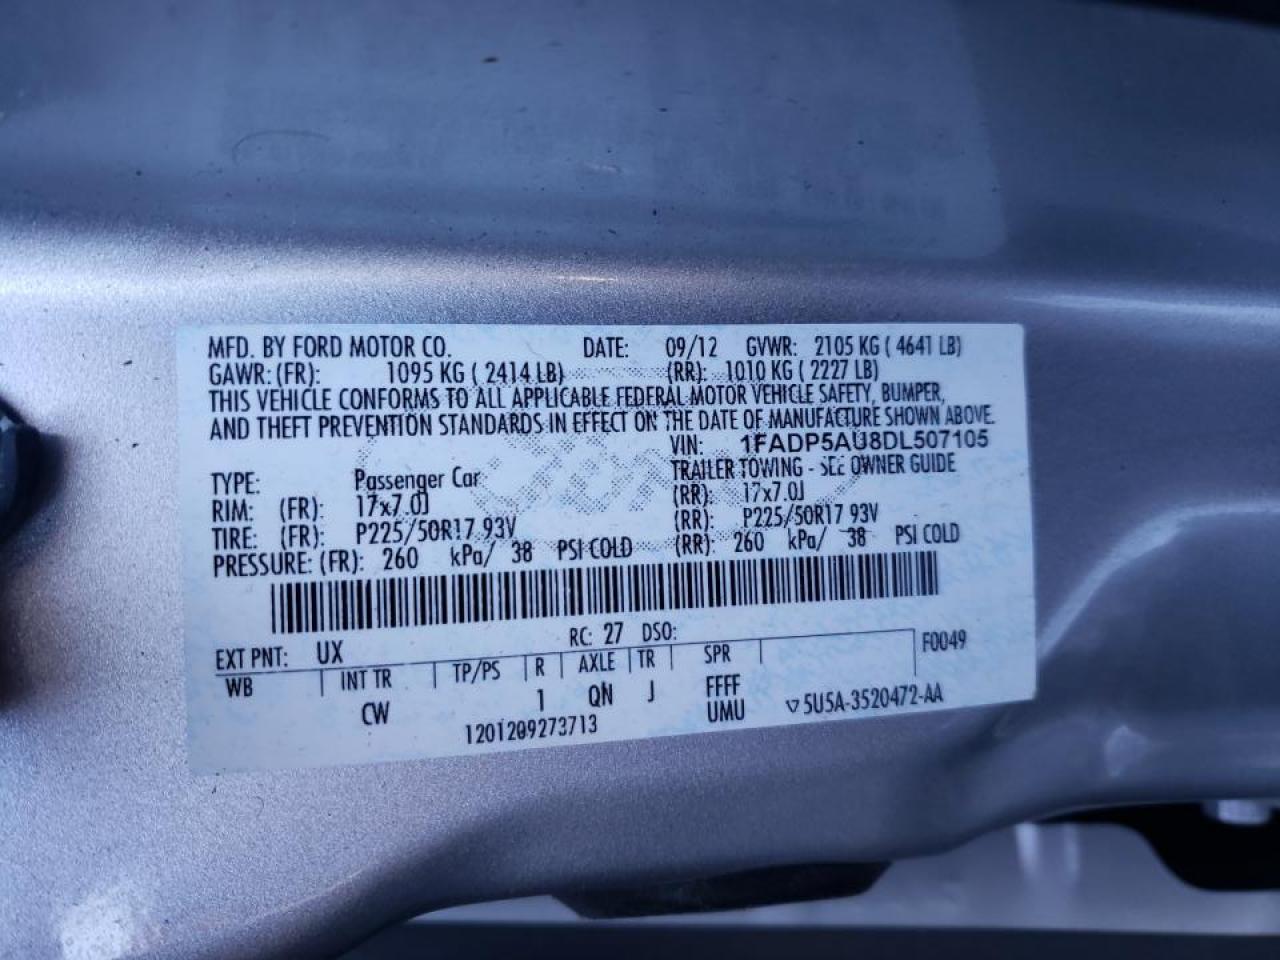 MFD. BY FORD MOTOR CO. DATE: 09/12 GVWR: 2105 KG ( 4641 LB)
GAWR: (FR): 1095 KG ( 2414 LB) (RR): 1010 KG ( 2227 LB)
THIS VEHICLE CONFORMS TO ALL APPLICABLE FEDERAL MOTOR VEHICLE SAFETY, BUMPER,
AND THEFT PREVENTION STANDARDS IN EFFECT ON THE DATE OF MANUFACTURE SHOWN ABOVE.
VIN: 1FADP5AU8DL507105
TYPE: Passenger Car TRAILER TOWING - SEE OWNER GUIDE
RIM: (FR): 17x7.0J (RR): 17x7.0J
TIRE: (FR): P225/50R17 93V (RR): P225/50R17 93V
PRESSURE: (FR): 260 kPa/ 38 PSI COLD (RR): 260 kPa/ 38 PSI COLD
EXT PNT: UX RC: 27 DSO: F0049
WB INT TR TP/PS R AXLE TR SPR
CW 1 QN J FFFF
UMU ▽5U5A-3520472-AA
1201209273713